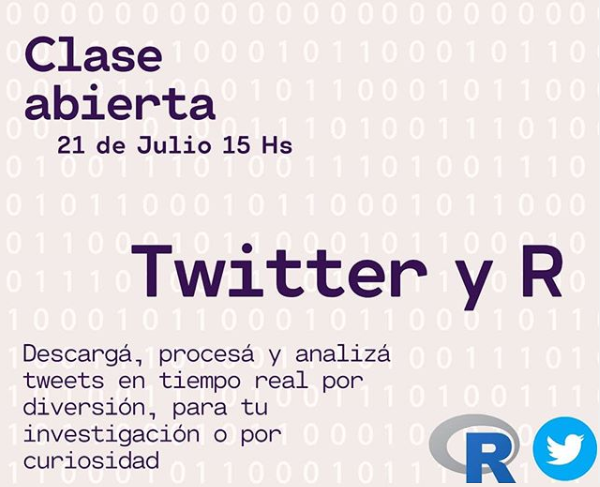 Clase
abierta
21 de Julio 15 Hs
Twitter y R
Descargá, procesá y analizá
tweets en tiempo real por
diversión, para tu
investigación o por
curiosidad
R